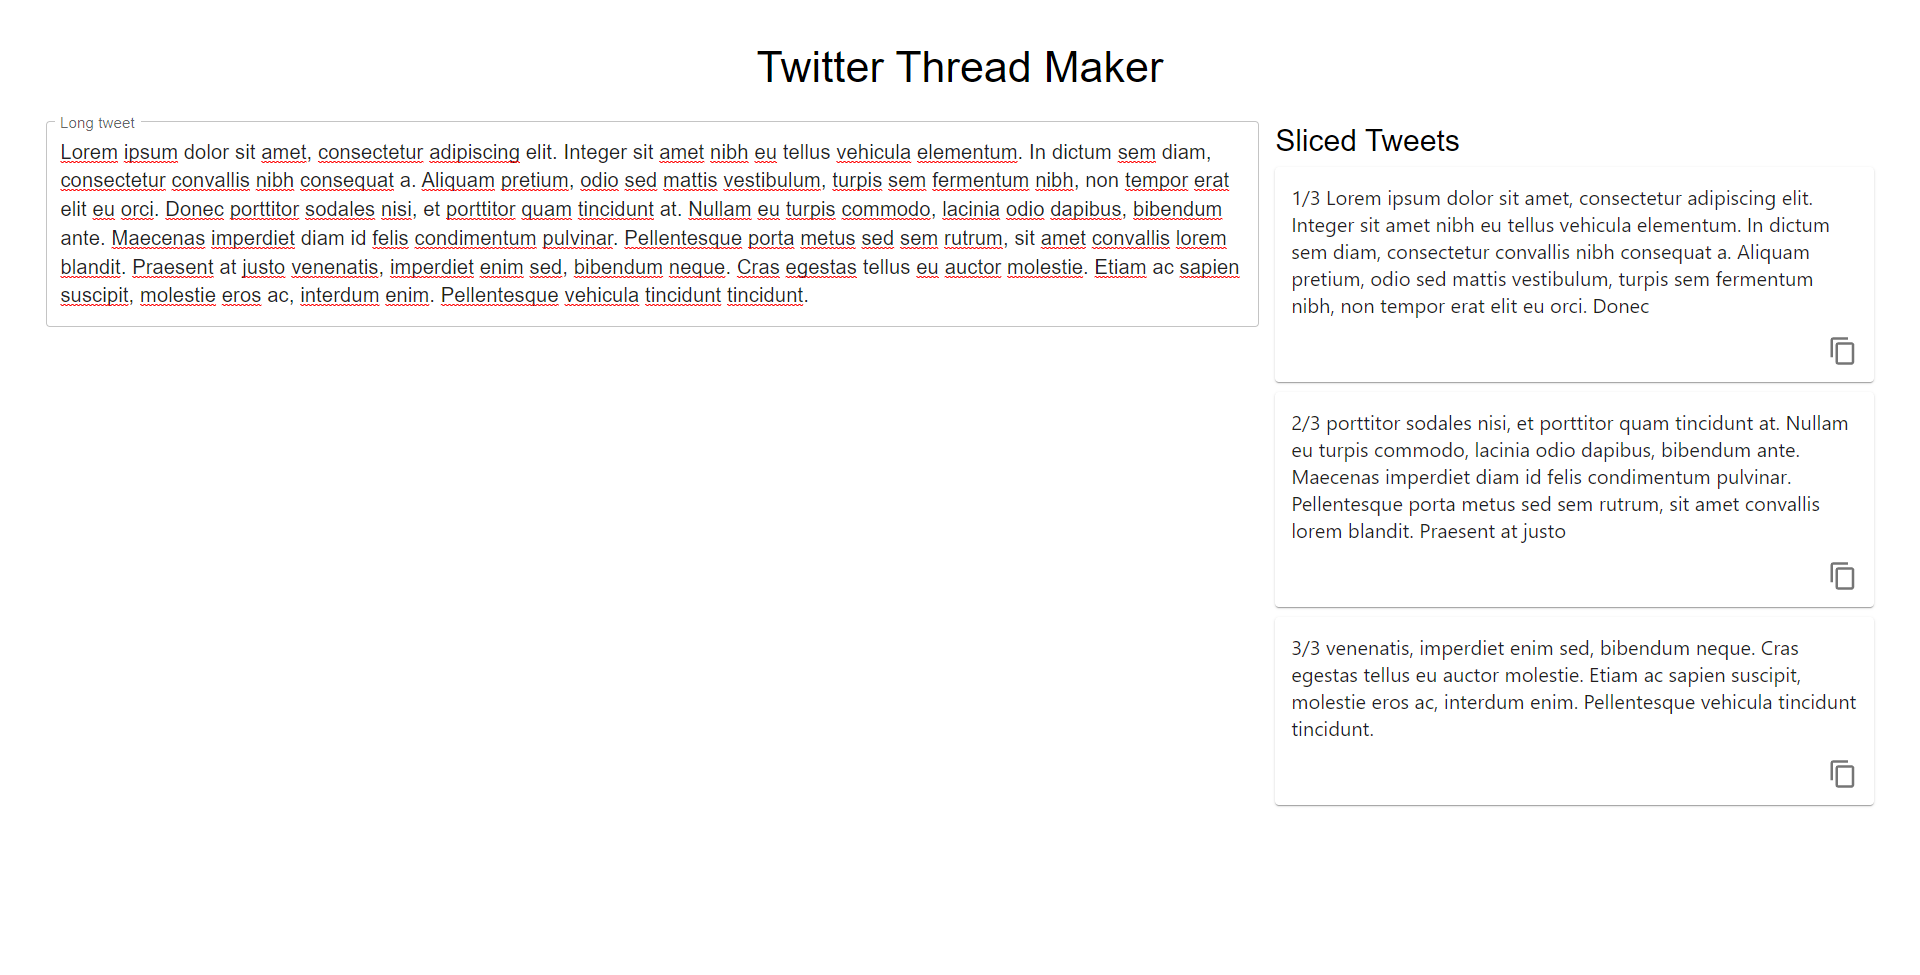 Twitter Thread Maker
Long tweet
Lorem ipsum dolor sit amet, consectetur adipiscing elit. Integer sit amet nibh eu tellus vehicula elementum. In dictum sem diam,
consectetur convallis nibh consequat a. Aliquam pretium, odio sed mattis vestibulum, turpis sem fermentum nibh, non tempor erat
elit eu orci. Donec porttitor sodales nisi, et porttitor quam tincidunt at. Nullam eu turpis commodo, lacinia odio dapibus, bibendum
ante. Maecenas imperdiet diam id felis condimentum pulvinar. Pellentesque porta metus sed sem rutrum, sit amet convallis lorem
blandit. Praesent at justo venenatis, imperdiet enim sed, bibendum neque. Cras egestas tellus eu auctor molestie. Etiam ac sapien
suscipit, molestie eros ac, interdum enim. Pellentesque vehicula tincidunt tincidunt.
Sliced Tweets
1/3 Lorem ipsum dolor sit amet, consectetur adipiscing elit.
Integer sit amet nibh eu tellus vehicula elementum. In dictum
sem diam, consectetur convallis nibh consequat a. Aliquam
pretium, odio sed mattis vestibulum, turpis sem fermentum
nibh, non tempor erat elit eu orci. Donec
2/3 porttitor sodales nisi, et porttitor quam tincidunt at. Nullam
eu turpis commodo, lacinia odio dapibus, bibendum ante.
Maecenas imperdiet diam id felis condimentum pulvinar.
Pellentesque porta metus sed sem rutrum, sit amet convallis
lorem blandit. Praesent at justo
3/3 venenatis, imperdiet enim sed, bibendum neque. Cras
egestas tellus eu auctor molestie. Etiam ac sapien suscipit,
molestie eros ac, interdum enim. Pellentesque vehicula tincidunt
tincidunt.